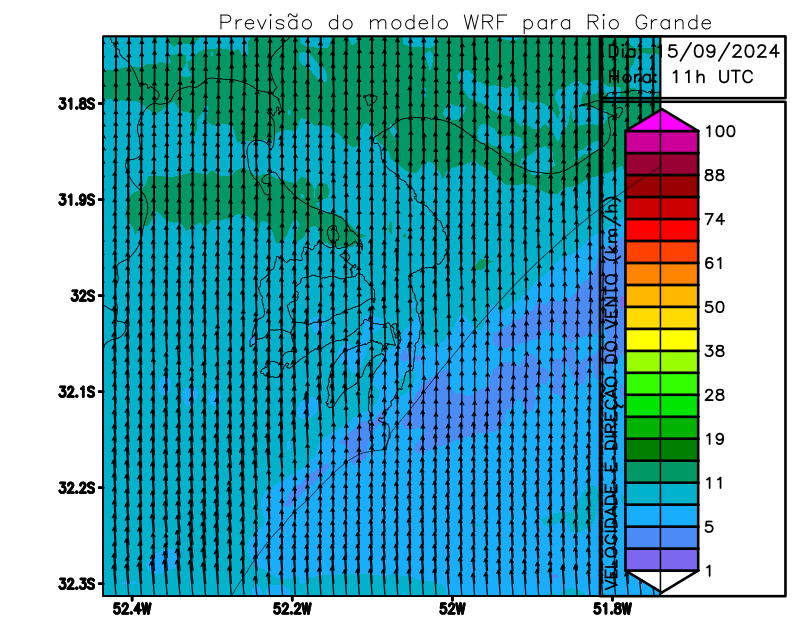 Previsão do modelo WRF para Rio Grande
Dia: 15/09/2024
Hora: 11h UTC
31.8S
31.9S
32S
32.1S
32.2S
32.3S
52.4W
52.2W
52W
51.8W
VELOCIDADE E DIREÇÃO DO VENTO (km/h)
100
88
74
61
50
38
28
19
11
5
1